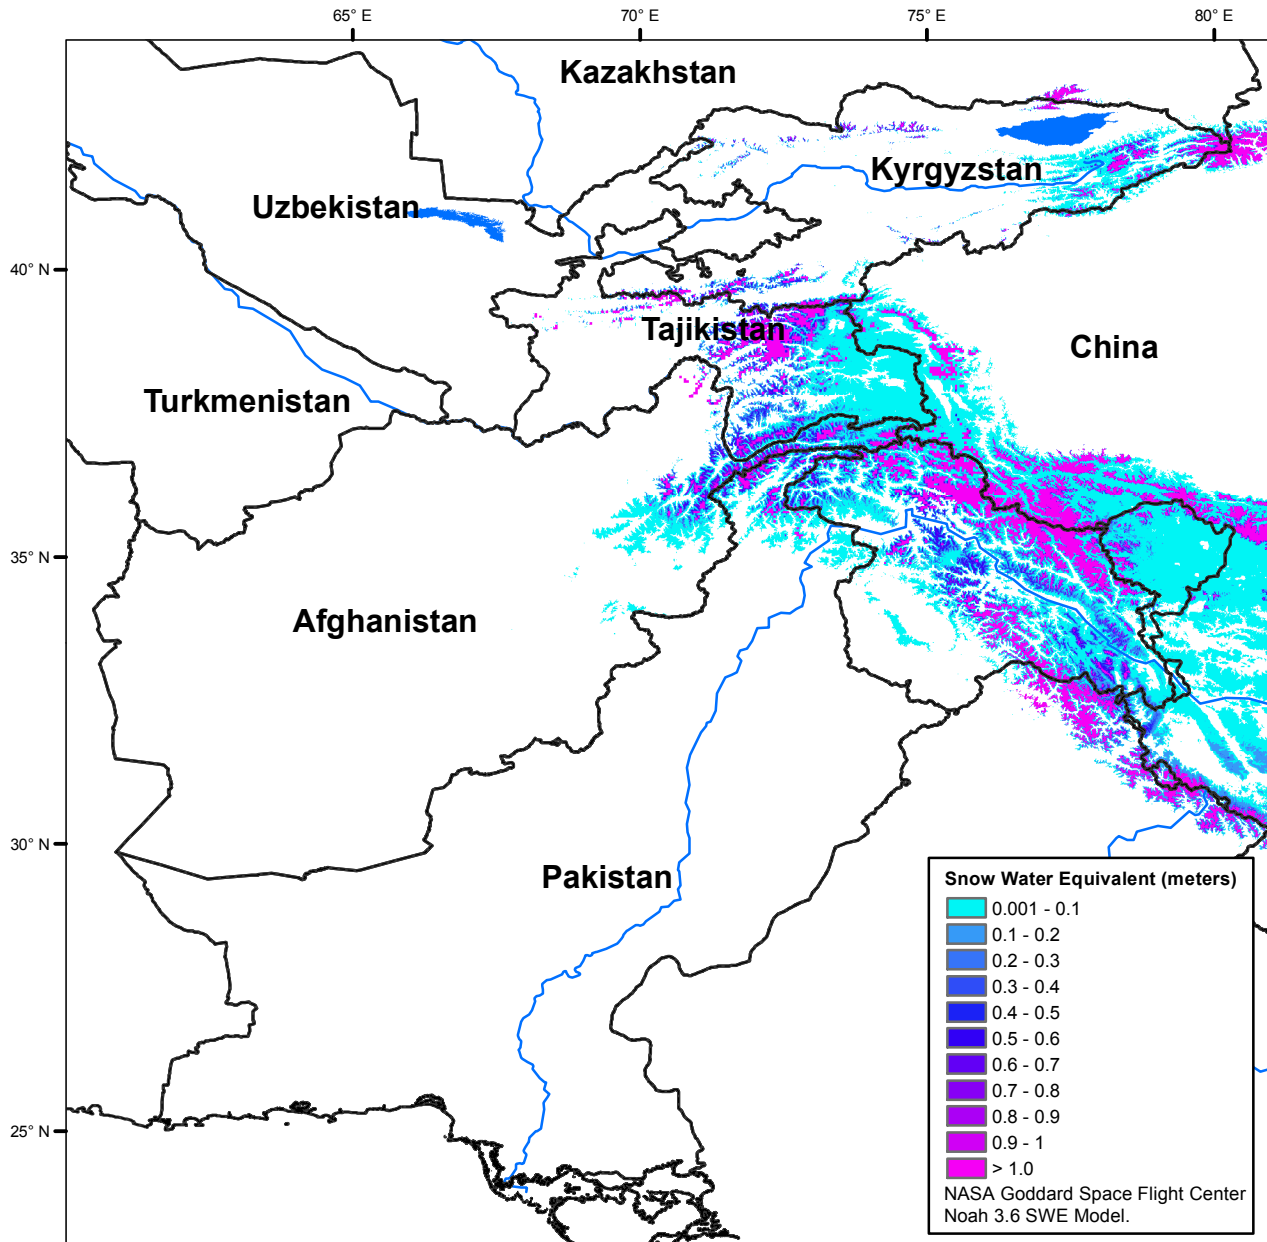 65° E
70° E
75° E
80° E
Kazakhstan
Kyrgyzstan
Uzbekistan
40° N
Tajikistan
China
Turkmenistan
35° N
Afghanistan
30° N
Pakistan
25° N
Snow Water Equivalent (meters)
0.001 - 0.1
0.1 - 0.2
0.2 - 0.3
0.3 - 0.4
0.4 - 0.5
0.5 - 0.6
0.6 - 0.7
0.7 - 0.8
0.8 - 0.9
0.9 - 1
> 1.0
NASA Goddard Space Flight Center
Noah 3.6 SWE Model.